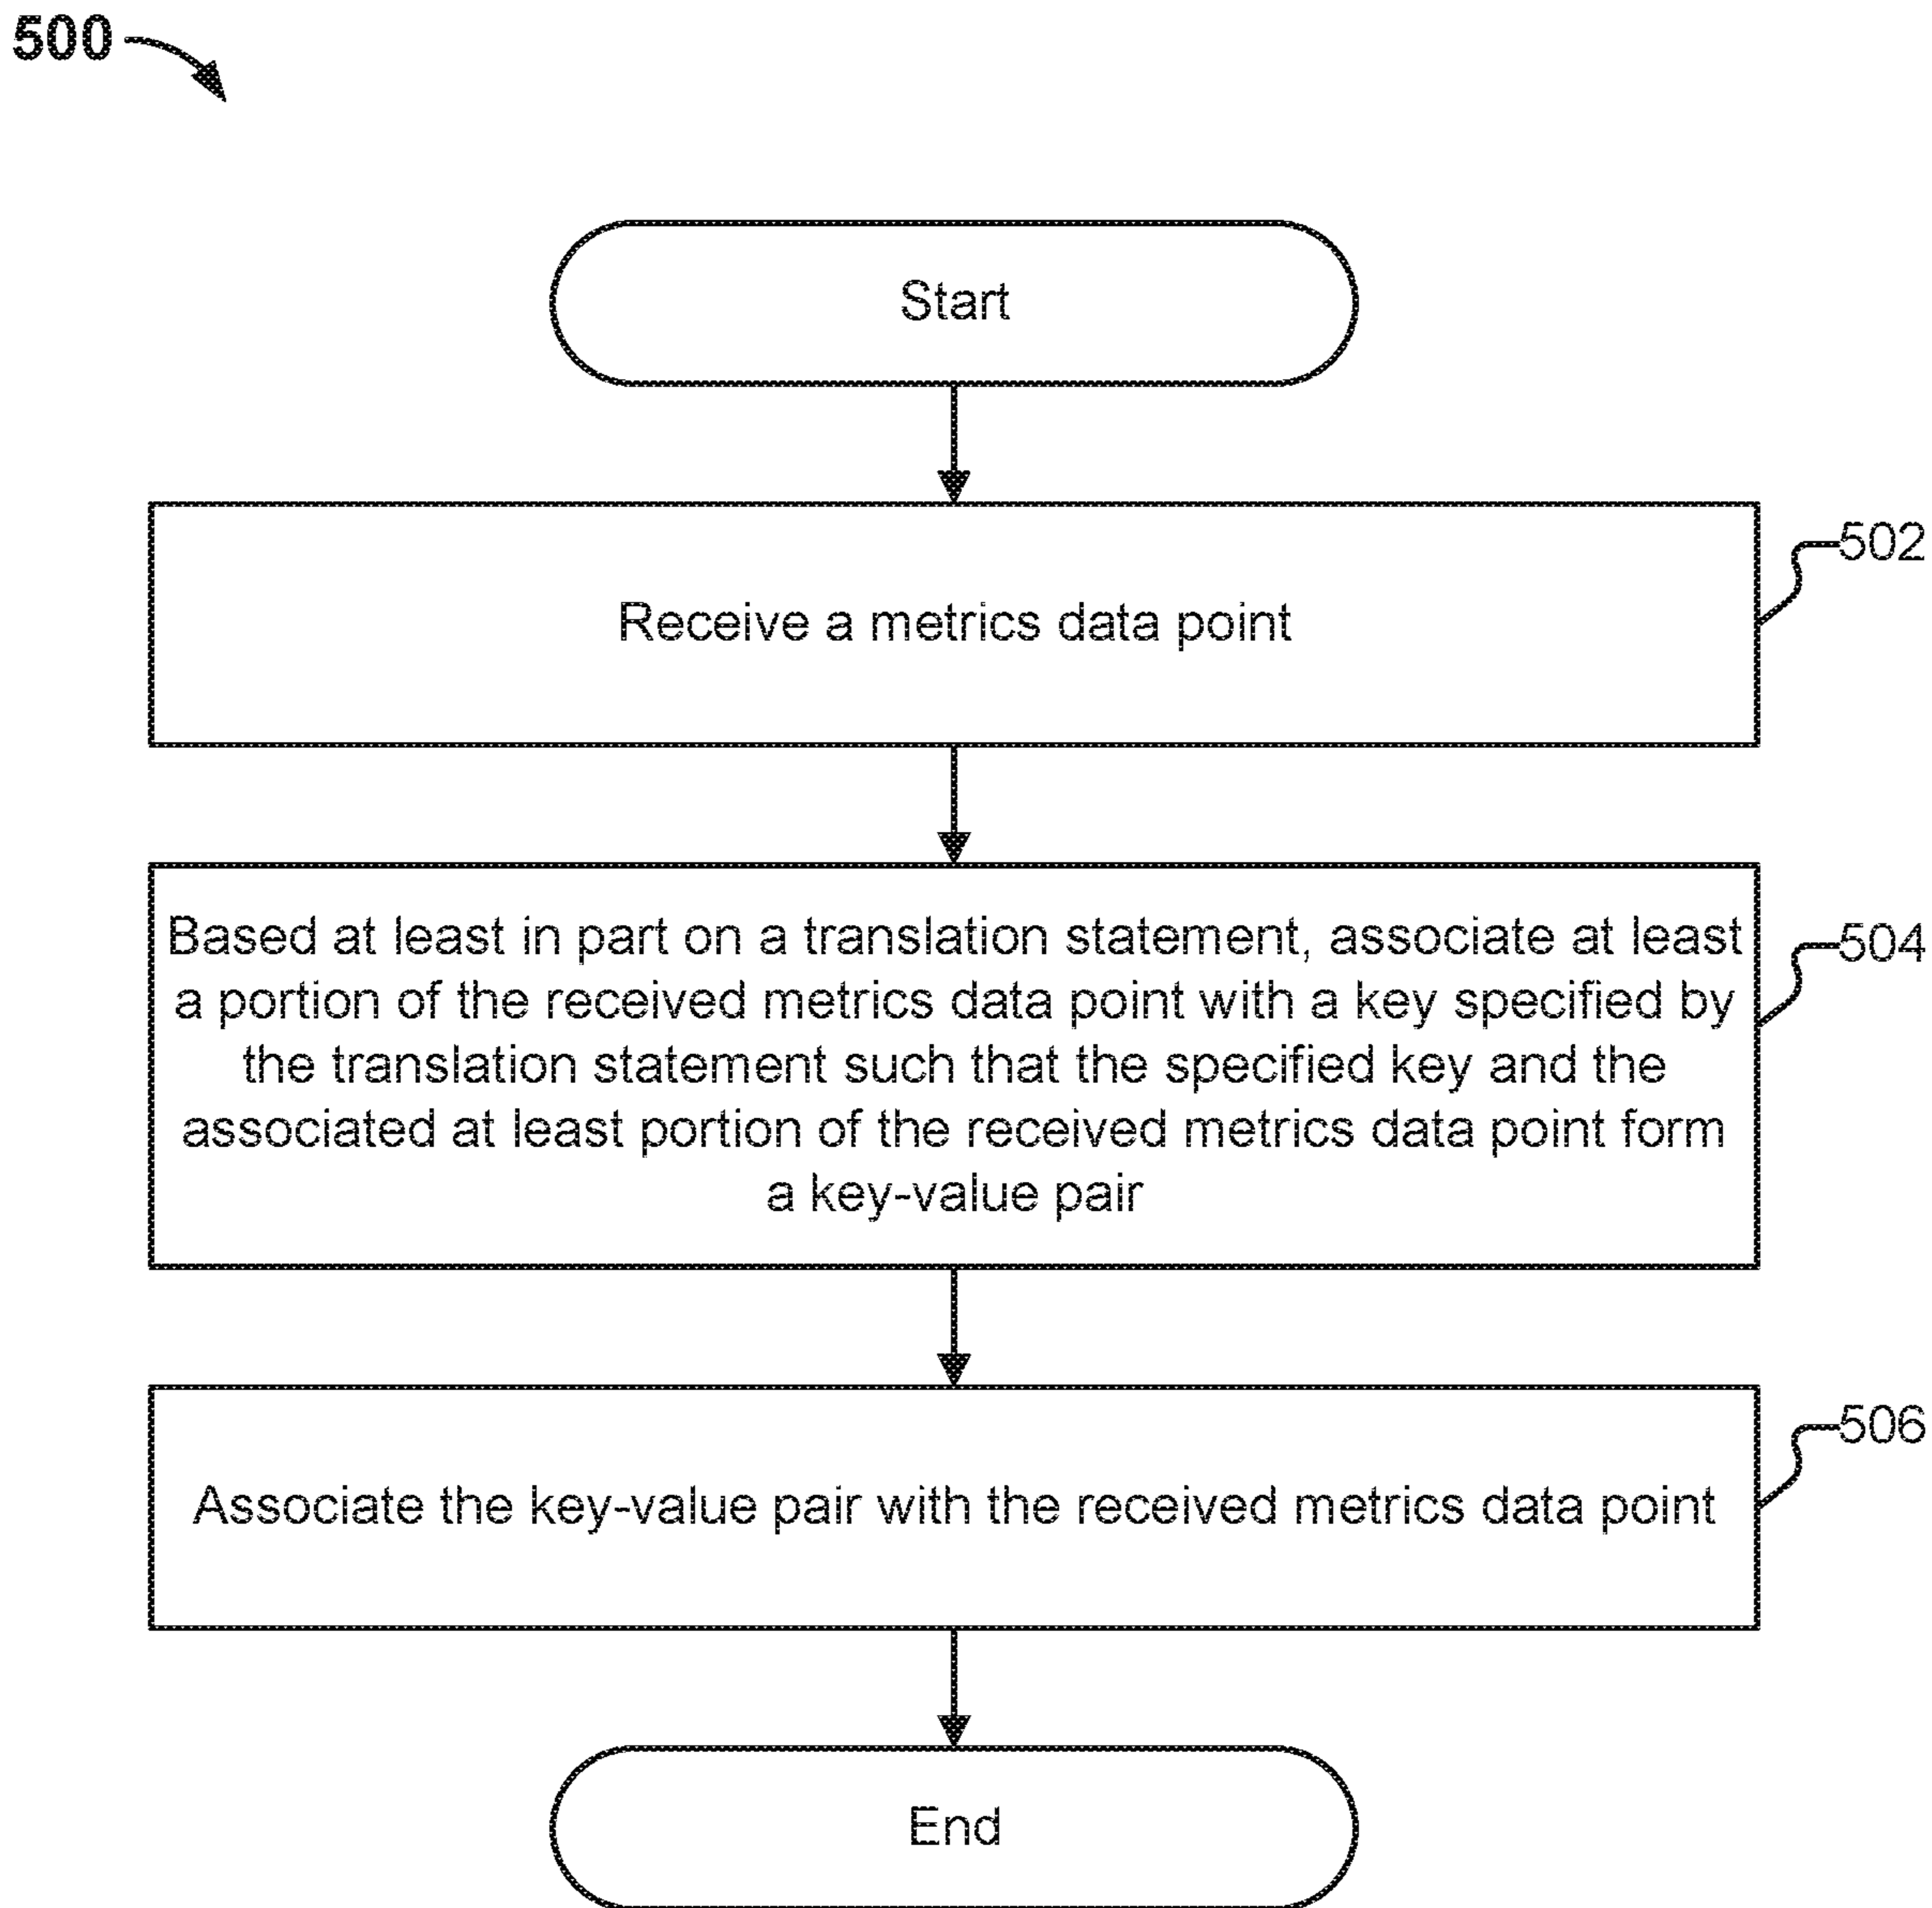 500
Start
Receive a metrics data point
502
Based at least in part on a translation statement, associate at least
a portion of the received metrics data point with a key specified by
the translation statement such that the specified key and the
associated at least portion of the received metrics data point form
a key-value pair
504
Associate the key-value pair with the received metrics data point
506
End